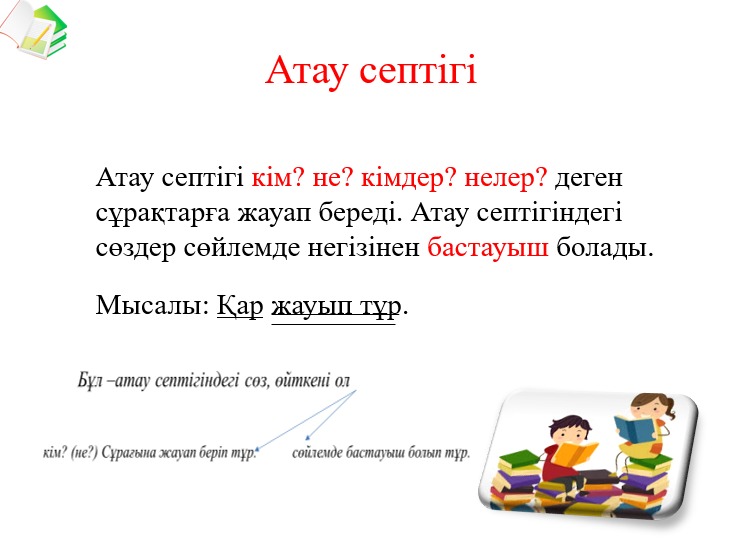 Атау септігі
Атау септігі кім? не? кімдер? нелер? деген
сұрақтарға жауап береді. Атау септігіндегі
сөздер сөйлемде негізінен бастауыш болады.
Мысалы: Қар жауып тұр.
Бұл –атау септігіндегі сөз, өйткені ол
кім? (не?) Сұрағына жауап беріп тұр. сөйлемде бастауыш болып тұр.